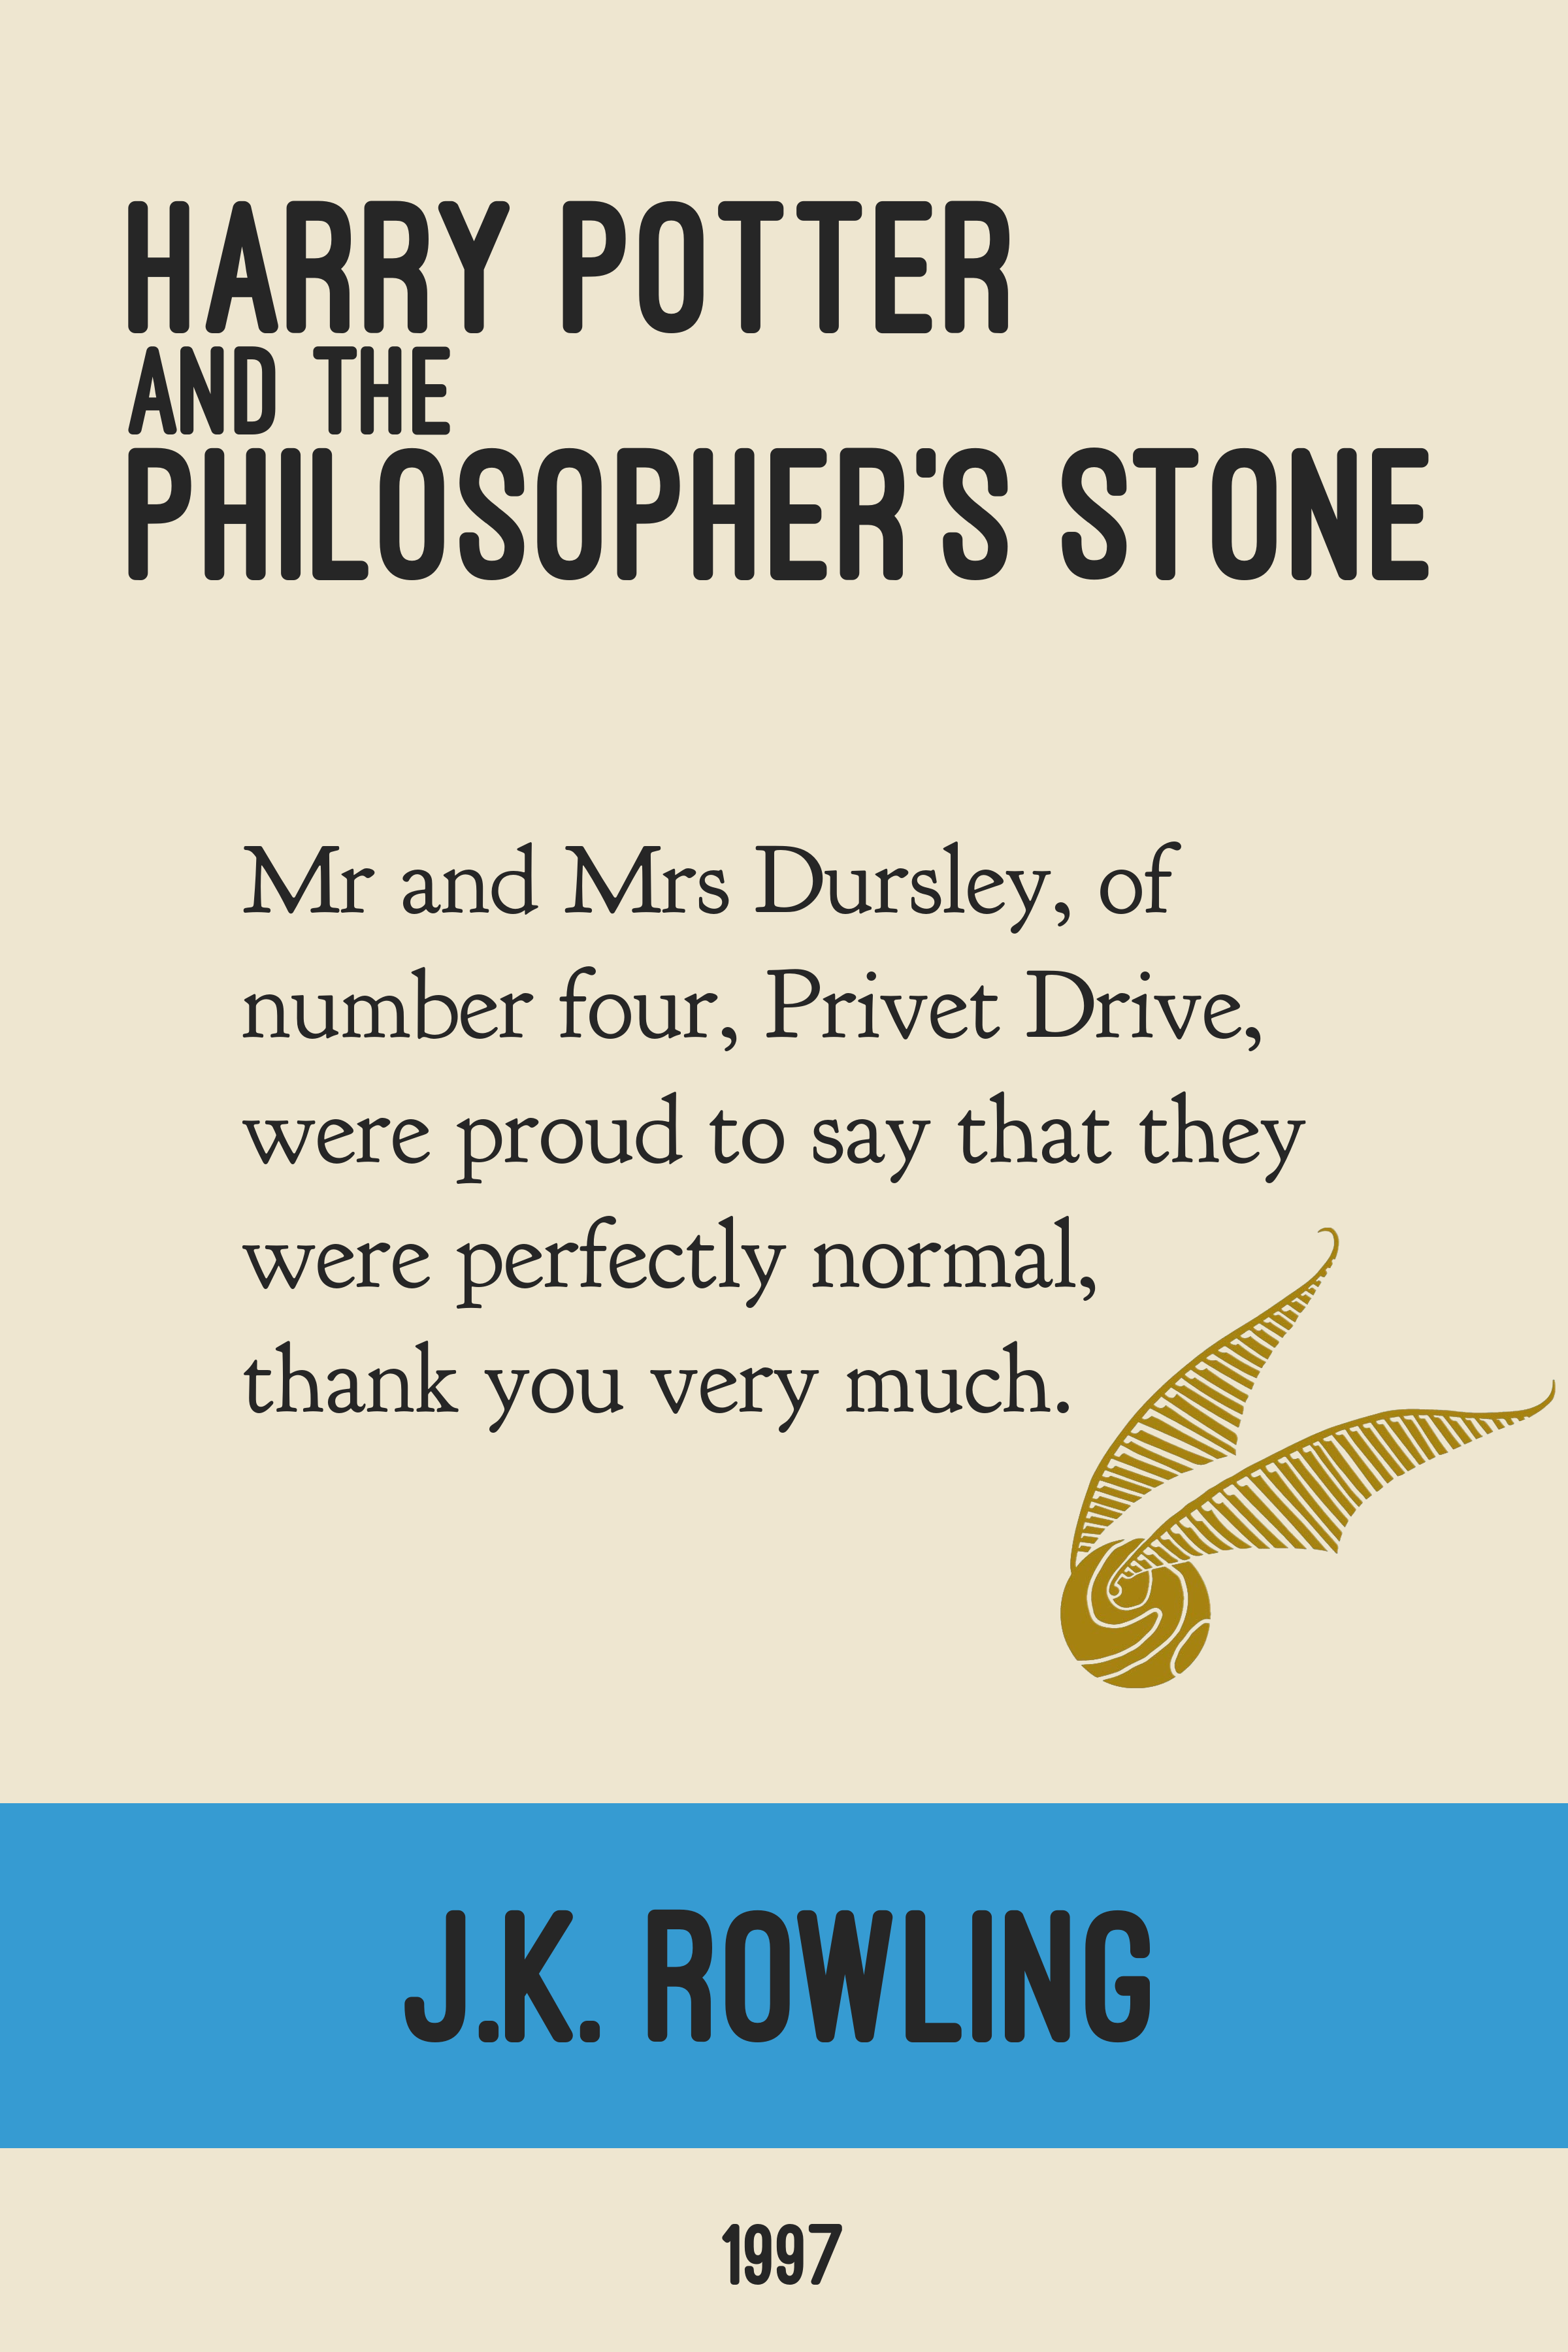 HARRY POTTER
AND THE
PHILOSOPHER'S STONE
Mr and Mrs Dursley, of
number four, Privet Drive,
were proud to say that they
were perfectly normal,
thank you very much.
J.K. ROWLING
1997